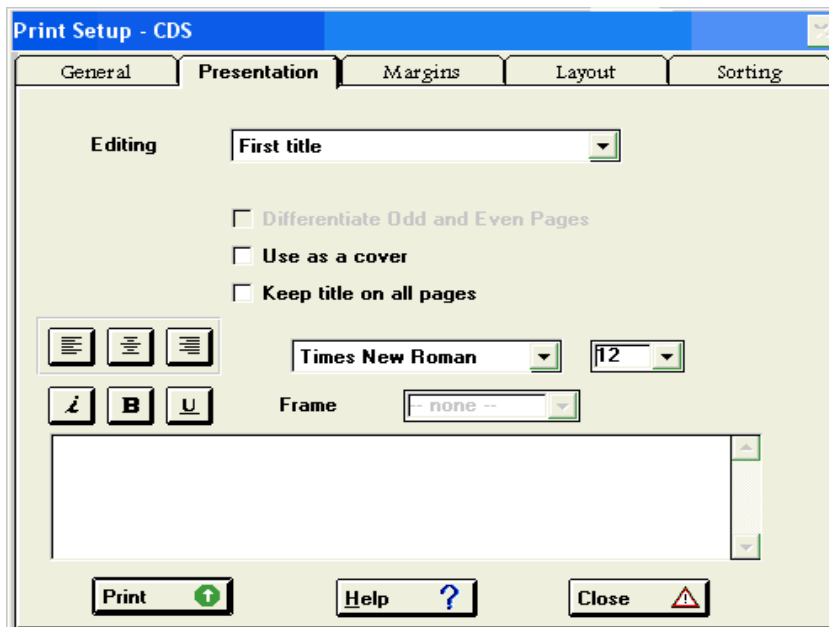 Print Setup - CDS
General Presentation Margins Layout Sorting
Editing First title
Differentiate Odd and Even Pages
Use as a cover
Keep title on all pages
Times New Roman 12
i B U Frame -- none --
Print Help ? Close